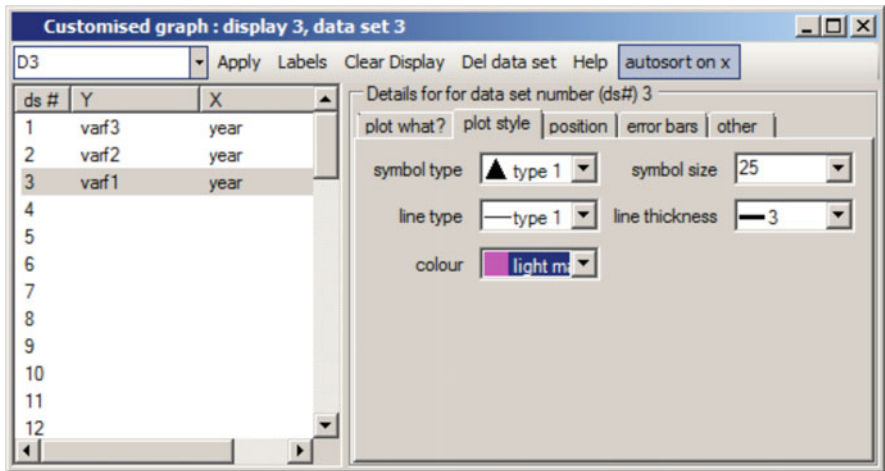 Customised graph : display 3, data set 3
D3 Apply Labels Clear Display Del data set Help autosort on x
ds # Y X
1 varf3 year
2 varf2 year
3 varf1 year
4
5
6
7
8
9
10
11
12
Details for for data set number (ds#) 3
plot what? plot style position error bars other
symbol type type 1 symbol size 25
line type type 1 line thickness 3
colour light ma